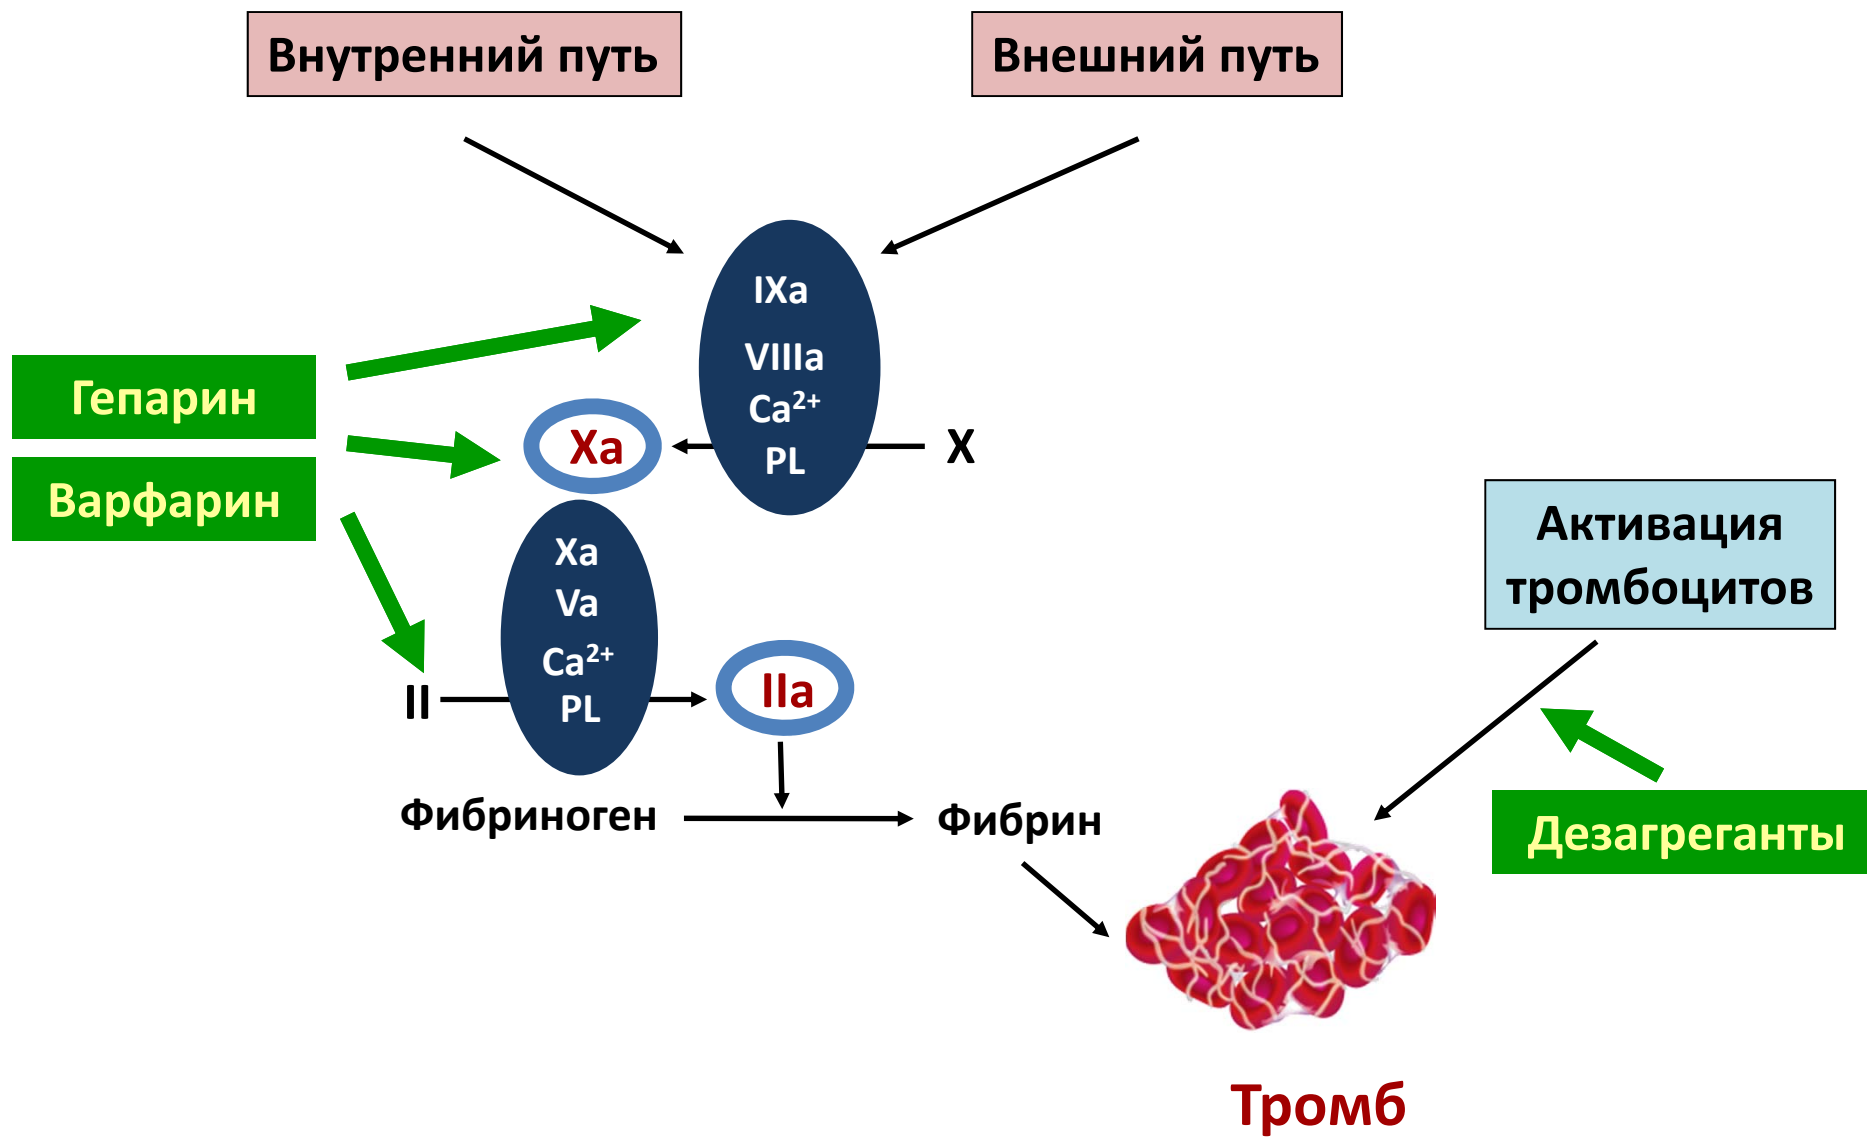 Внутренний путь
Внешний путь
IXa
VIIIa
Ca²⁺
PL
Гепарин
Варфарин
Xa
X
Xa
Va
Ca²⁺
PL
II
IIa
Активация
тромбоцитов
Фибриноген
Фибрин
Дезагреганты
Тромб